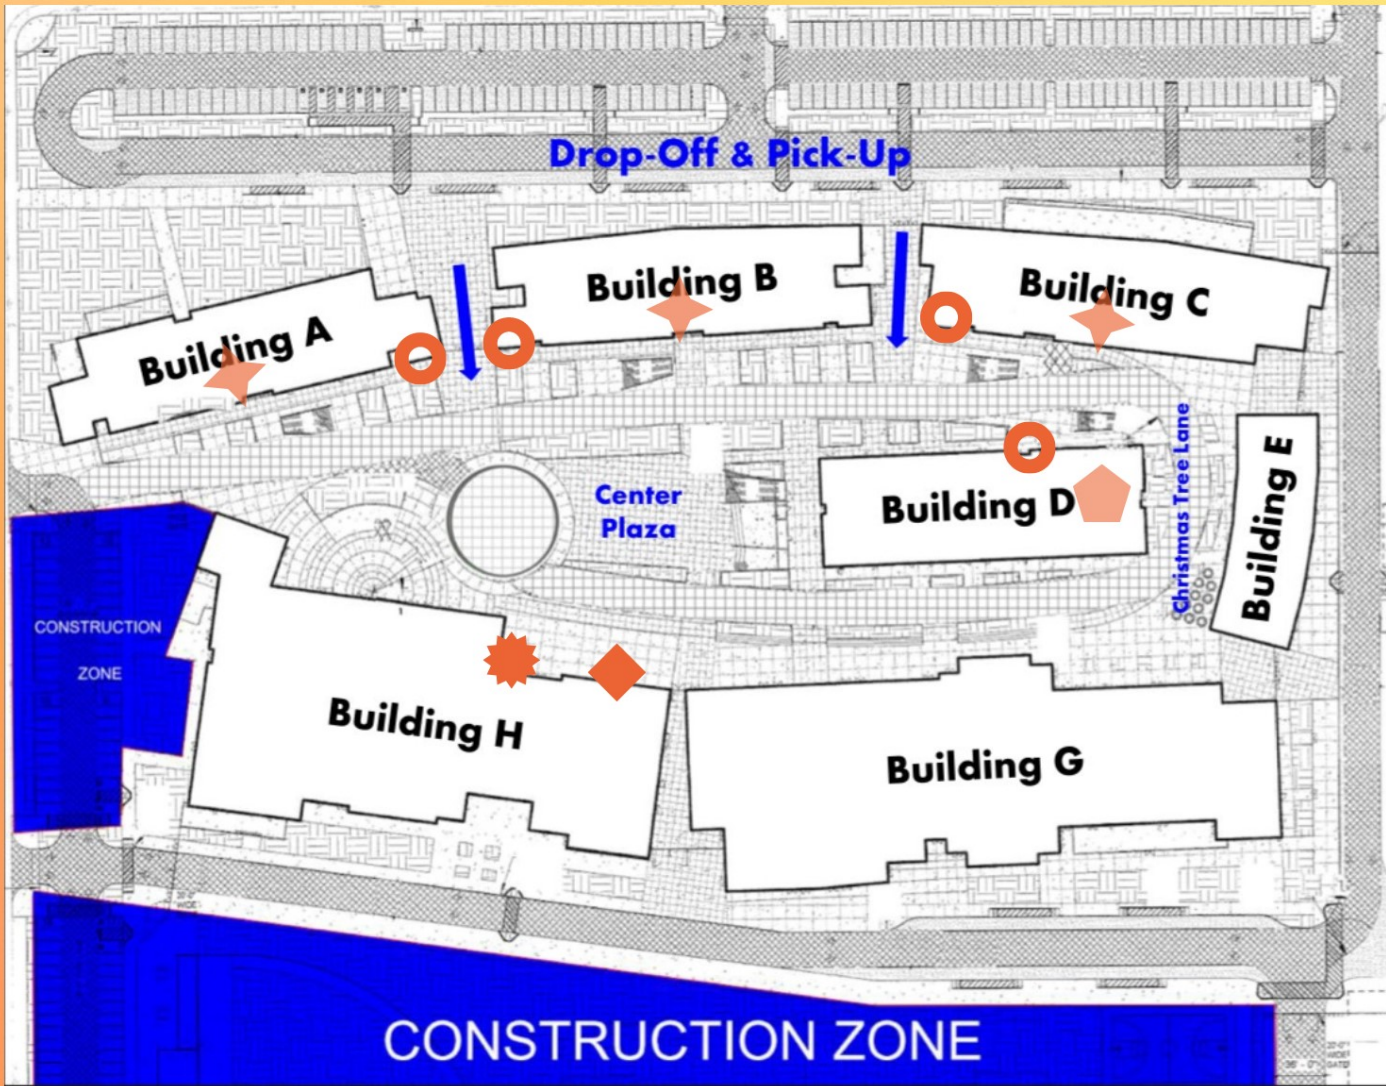 Drop-Off & Pick-Up
Building A
Building B
Building C
Center
Plaza
Building D
Christmas Tree Lane
Building E
CONSTRUCTION
ZONE
Building H
Building G
CONSTRUCTION ZONE